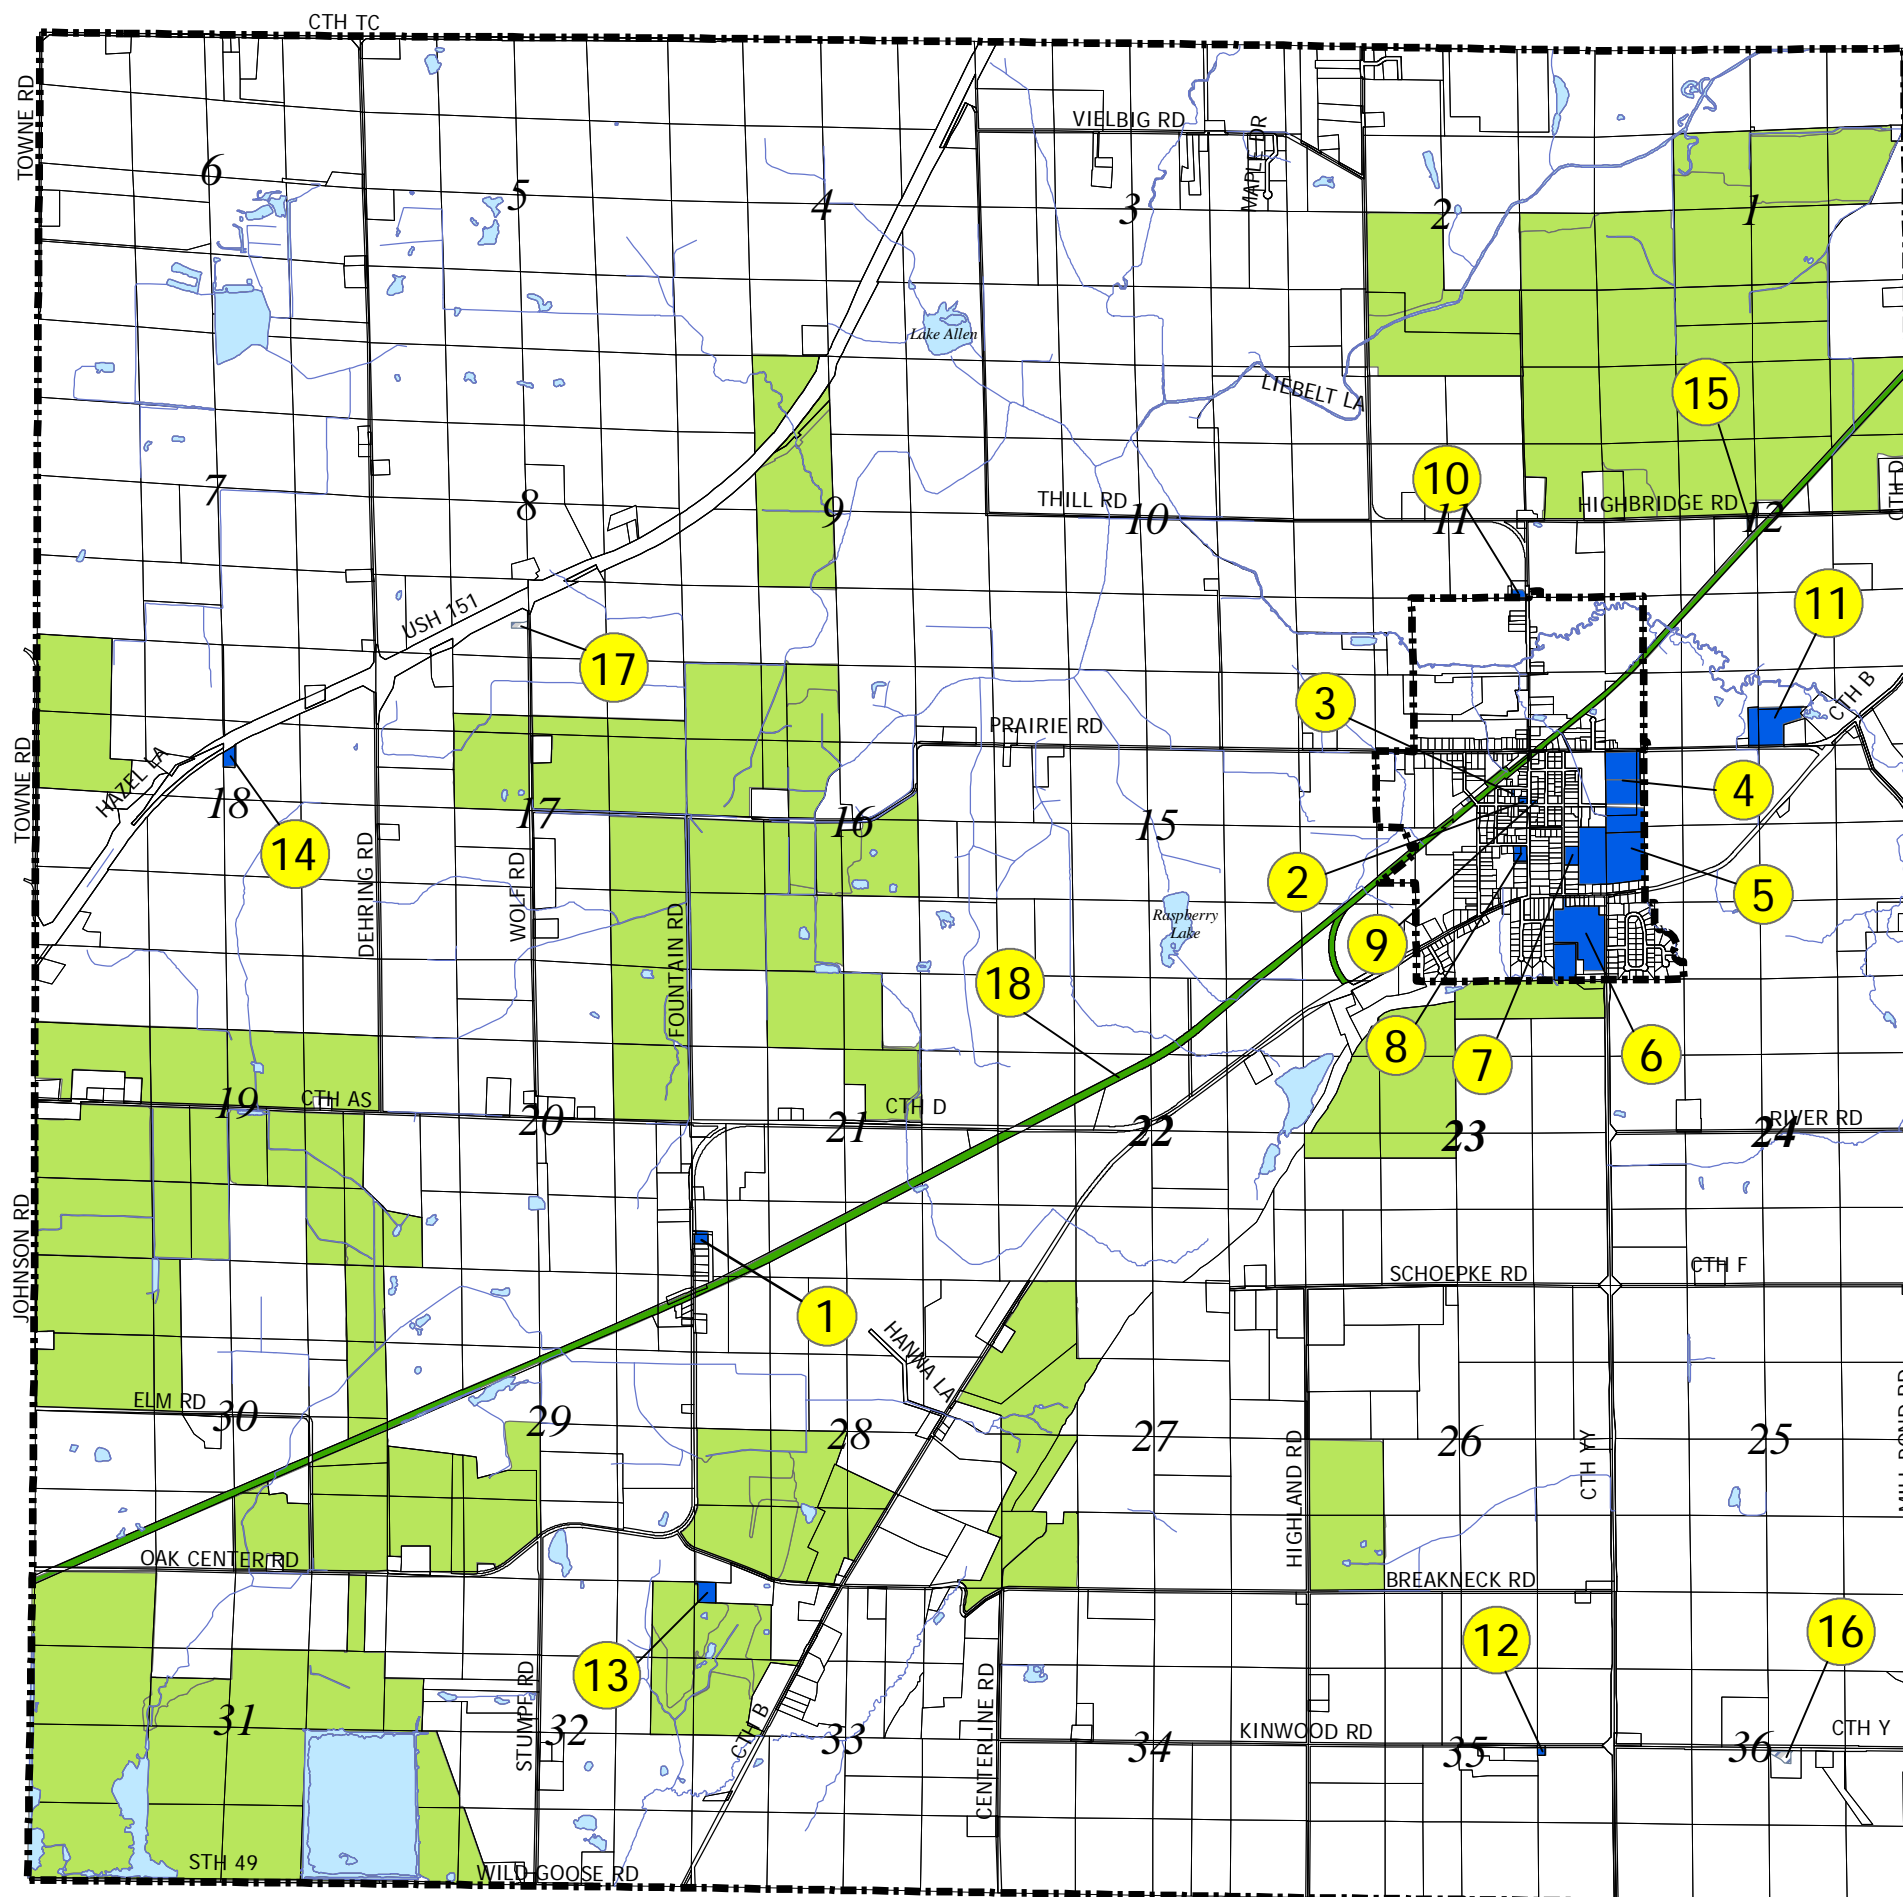 CTH TC
TOWNE RD
VIELBIG RD
MAPLE DR
6
5
4
3
2
1
Lake Allen
LIEBELT LA
15
10
7
8
9
THILL RD
10
11
HIGHBRIDGE RD
12
CTH D
USH 151
11
17
3
PRAIRIE RD
CTH B
TOWNE RD
HAZEL LA
18
17
16
15
4
14
DEHRING RD
WOLF RD
2
5
FOUNTAIN RD
Raspberry
Lake
9
18
8
7
6
19
CTH AS
20
21
CTH D
22
23
24
RIVER RD
JOHNSON RD
SCHOEPKE RD
CTH F
1
HANNA LA
ELM RD
30
29
28
27
HIGHLAND RD
26
CTH YY
25
MILL POND RD
OAK CENTER RD
BREAKNECK RD
12
16
13
STUMPF RD
31
32
CTH B
33
CENTERLINE RD
34
KINWOOD RD
35
36
CTH Y
STH 49
WILD GOOSE RD